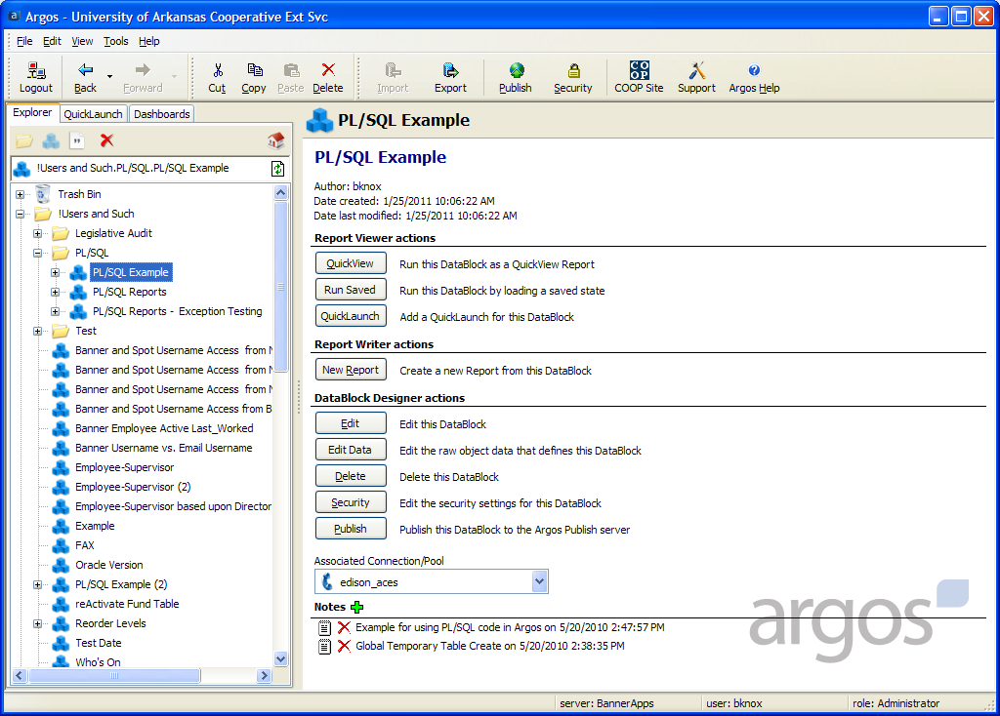 Argos - University of Arkansas Cooperative Ext Svc
File Edit View Tools Help
Logout Back Forward Cut Copy Paste Delete Import Export Publish Security COOP Site Support Argos Help
Explorer QuickLaunch Dashboards
!Users and Such.PL/SQL.PL/SQL Example
Trash Bin
!Users and Such
Legislative Audit
PL/SQL
PL/SQL Example
PL/SQL Reports
PL/SQL Reports - Exception Testing
Test
Banner and Spot Username Access from N
Banner and Spot Username Access from N
Banner and Spot Username Access from N
Banner and Spot Username Access from B
Banner Employee Active Last_Worked
Banner Username vs. Email Username
Employee-Supervisor
Employee-Supervisor (2)
Employee-Supervisor based upon Director
Example
FAX
Oracle Version
PL/SQL Example (2)
reActivate Fund Table
Reorder Levels
Test Date
Who's On
PL/SQL Example
PL/SQL Example
Author: bknox
Date created: 1/25/2011 10:06:22 AM
Date last modified: 1/25/2011 10:06:22 AM
Report Viewer actions
QuickView Run this DataBlock as a QuickView Report
Run Saved Run this DataBlock by loading a saved state
QuickLaunch Add a QuickLaunch for this DataBlock
Report Writer actions
New Report Create a new Report from this DataBlock
DataBlock Designer actions
Edit Edit this DataBlock
Edit Data Edit the raw object data that defines this DataBlock
Delete Delete this DataBlock
Security Edit the security settings for this DataBlock
Publish Publish this DataBlock to the Argos Publish server
Associated Connection/Pool
edison_aces
Notes
Example for using PL/SQL code in Argos on 5/20/2010 2:47:57 PM
Global Temporary Table Create on 5/20/2010 2:38:35 PM
argos
server: BannerApps user: bknox role: Administrator